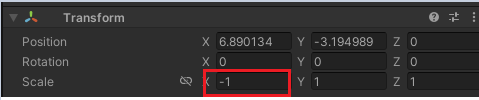 Transform
Position X 6.890134 Y -3.194989 Z 0
Rotation X 0 Y 0 Z 0
Scale X -1 Y 1 Z 1